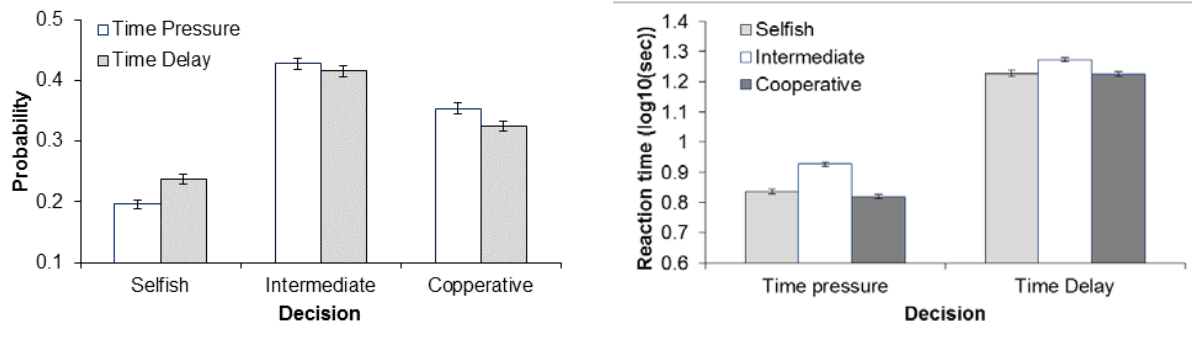 0.5
0.4
0.3
0.2
0.1
Probability
Time Pressure
Time Delay
Selfish
Intermediate
Copperative
Decision
1.4
1.3
1.2
1.1
1
0.9
0.8
0.7
0.6
Reaction time (log10(sec))
Selfish
Intermediate
Cooperative
Time pressure
Time Delay
Decision